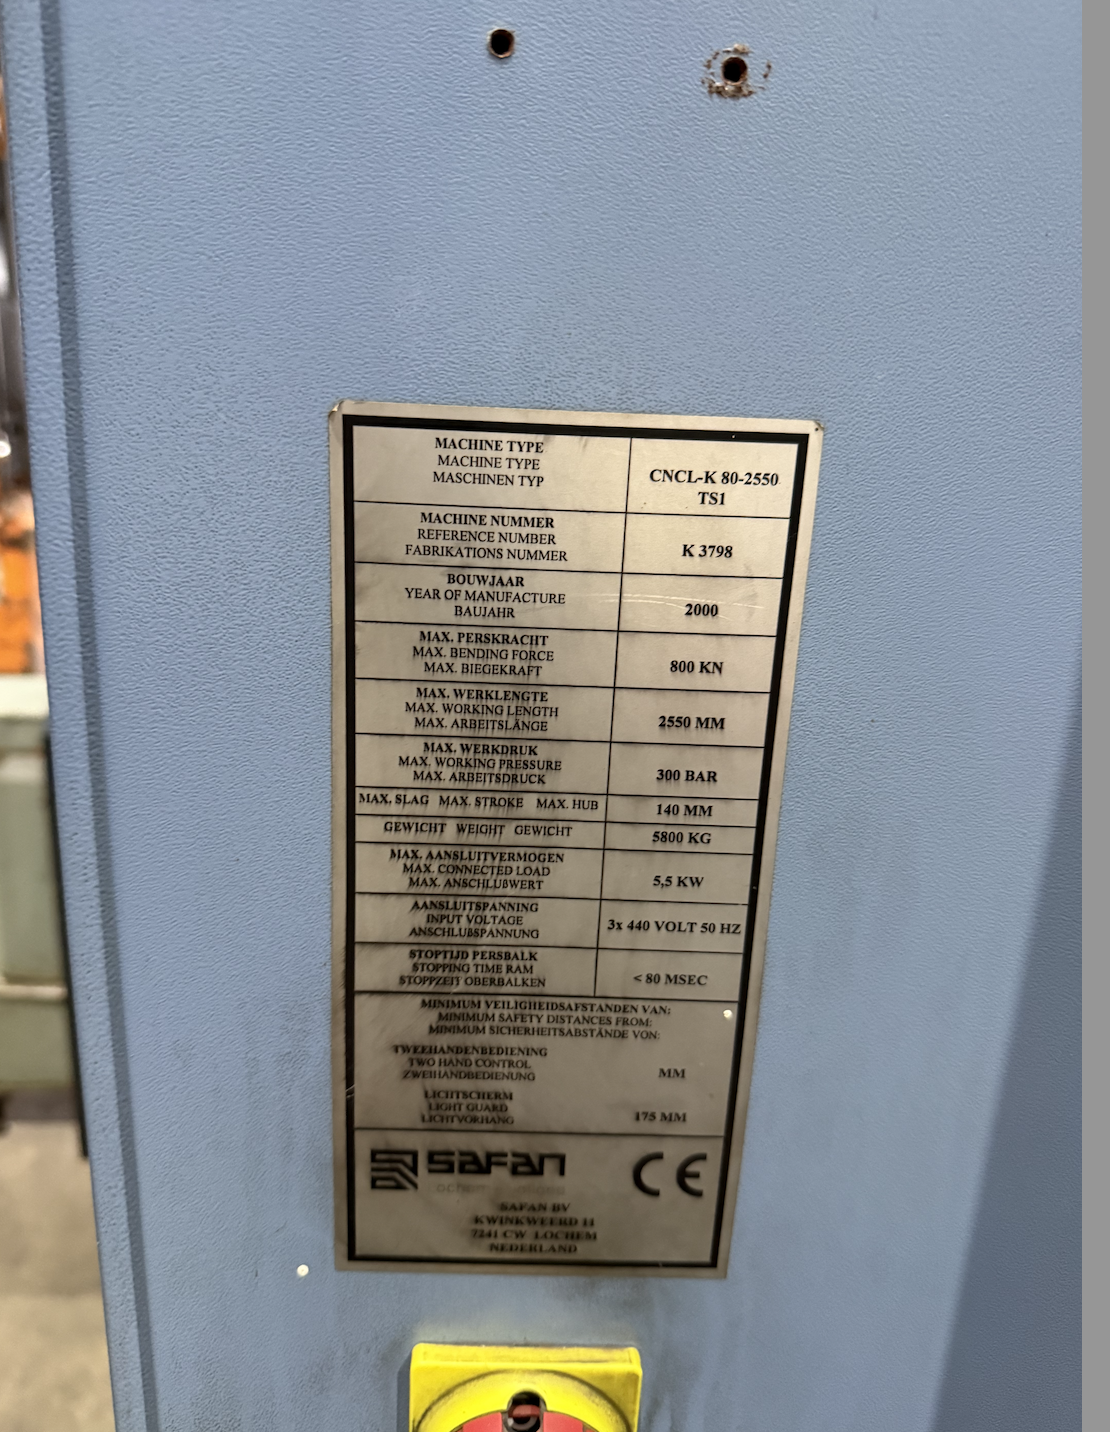 MACHINE TYPE
MACHINE TYPE
MASCHINEN TYP
CNCL-K 80-2550
TS1
MACHINE NUMMER
REFERENCE NUMBER
FABRIKATIONS NUMMER
K 3798
BOUWJAAR
YEAR OF MANUFACTURE
BAUJAHR
2000
MAX. PERSKRACHT
MAX. BENDING FORCE
MAX. BIEGEKRAFT
800 KN
MAX. WERKLENGTE
MAX. WORKING LENGTH
MAX. ARBEITSLÄNGE
2550 MM
MAX. WERKDRUK
MAX. WORKING PRESSURE
MAX. ARBEITSDRUCK
300 BAR
MAX. SLAG MAX. STROKE MAX. HUB
140 MM
GEWICHT WEIGHT GEWICHT
5800 KG
MAX. AANSLUITVERMOGEN
MAX. CONNECTED LOAD
MAX. ANSCHLUßWERT
5,5 KW
AANSLUITSPANNING
INPUT VOLTAGE
ANSCHLUßSPANNUNG
3x 440 VOLT 50 HZ
STOPTIJD PERSBALK
STOPPING TIME RAM
STOPPZEIT OBERBALKEN
< 80 MSEC
MINIMUM VEILIGHEIDSAFSTANDEN VAN:
MINIMUM SAFETY DISTANCES FROM:
MINIMUM SICHERHEITSABSTÄNDE VON:
TWEEHANDENBEDIENING
TWO HAND CONTROL
ZWEIHANDBEDIENUNG
MM
LICHTSCHERM
LIGHT GUARD
LICHTVORHANG
175 MM
SAFAN
CE
SAFAN BV
KWINKWEERD 11
7241 CW LOCHEM
NEDERLAND